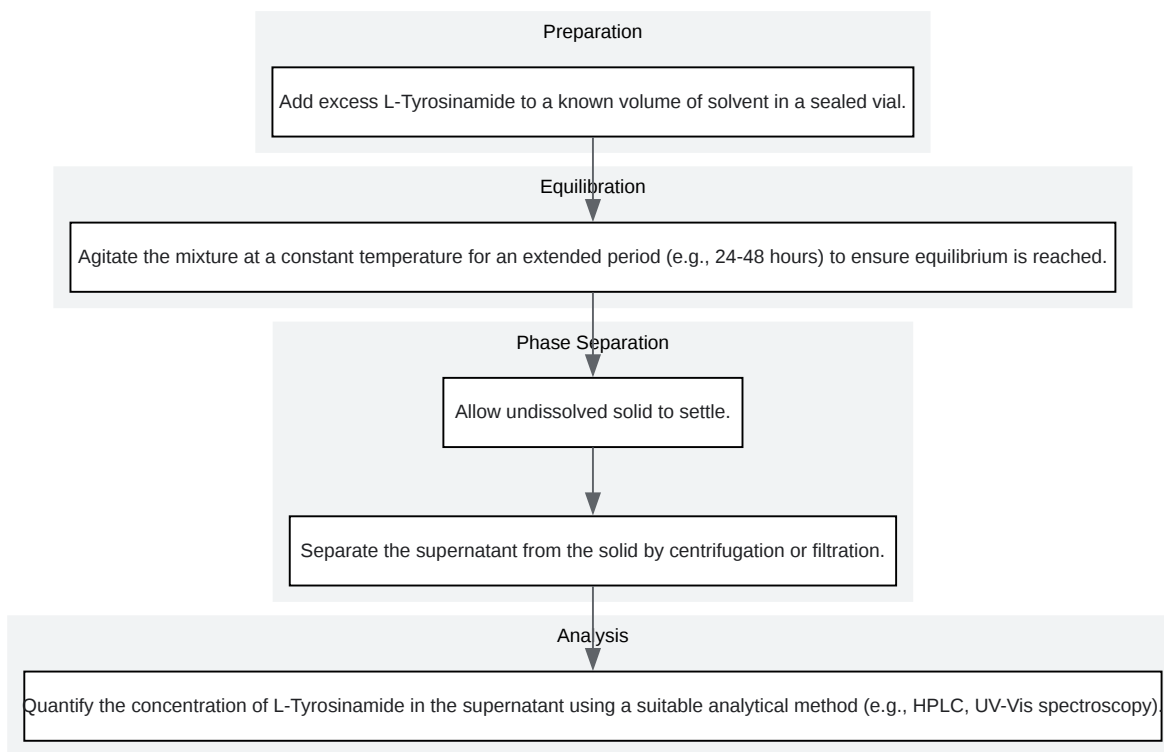 Preparation
Add excess L-Tyrosinamide to a known volume of solvent in a sealed vial.
Equilibration
Agitate the mixture at a constant temperature for an extended period (e.g., 24-48 hours) to ensure equilibrium is reached.
Phase Separation
Allow undissolved solid to settle.
Separate the supernatant from the solid by centrifugation or filtration.
Analysis
Quantify the concentration of L-Tyrosinamide in the supernatant using a suitable analytical method (e.g., HPLC, UV-Vis spectroscopy).